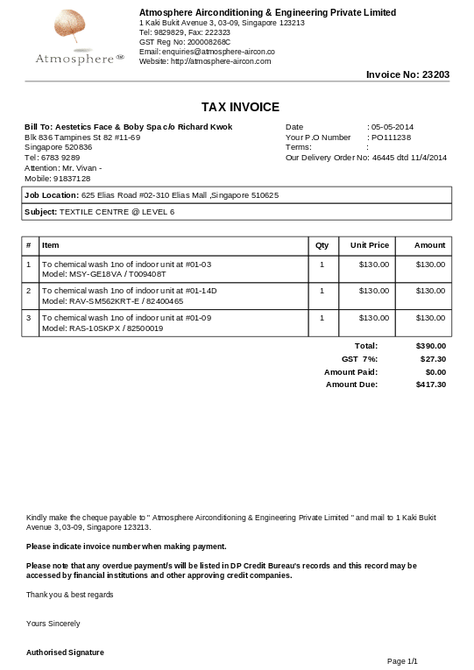 Atmosphere Airconditioning & Engineering Private Limited
1 Kaki Bukit Avenue 3, 03-09, Singapore 123213
Tel: 9829829, Fax: 222323
GST Reg No: 200008268C
Email: enquiries@atmosphere-aircon.co
Website: http://atmosphere-aircon.com
Atmosphere
Invoice No: 23203
TAX INVOICE
Bill To: Aestetics Face & Boby Spa c/o Richard Kwok
Blk 836 Tampines St 82 #11-69
Singapore 520836
Tel: 6783 9289
Attention: Mr. Vivan -
Mobile: 91837128
Date : 05-05-2014
Your P.O Number : PO111238
Terms: :
Our Delivery Order No: 46445 dtd 11/4/2014
Job Location: 625 Elias Road #02-310 Elias Mall ,Singapore 510625
Subject: TEXTILE CENTRE @ LEVEL 6
# Item Qty Unit Price Amount
1 To chemical wash 1no of indoor unit at #01-03 1 $130.00 $130.00
Model: MSY-GE18VA / T009408T
2 To chemical wash 1no of indoor unit at #01-14D 1 $130.00 $130.00
Model: RAV-SM562KRT-E / 82400465
3 To chemical wash 1no of indoor unit at #01-09 1 $130.00 $130.00
Model: RAS-10SKPX / 82500019
Total: $390.00
GST 7%: $27.30
Amount Paid: $0.00
Amount Due: $417.30
Kindly make the cheque payable to " Atmosphere Airconditioning & Engineering Private Limited " and mail to 1 Kaki Bukit
Avenue 3, 03-09, Singapore 123213.
Please indicate invoice number when making payment.
Please note that any overdue payment/s will be listed in DP Credit Bureau's records and this record may be
accessed by financial institutions and other approving credit companies.
Thank you & best regards
Yours Sincerely
Authorised Signature
Page 1/1